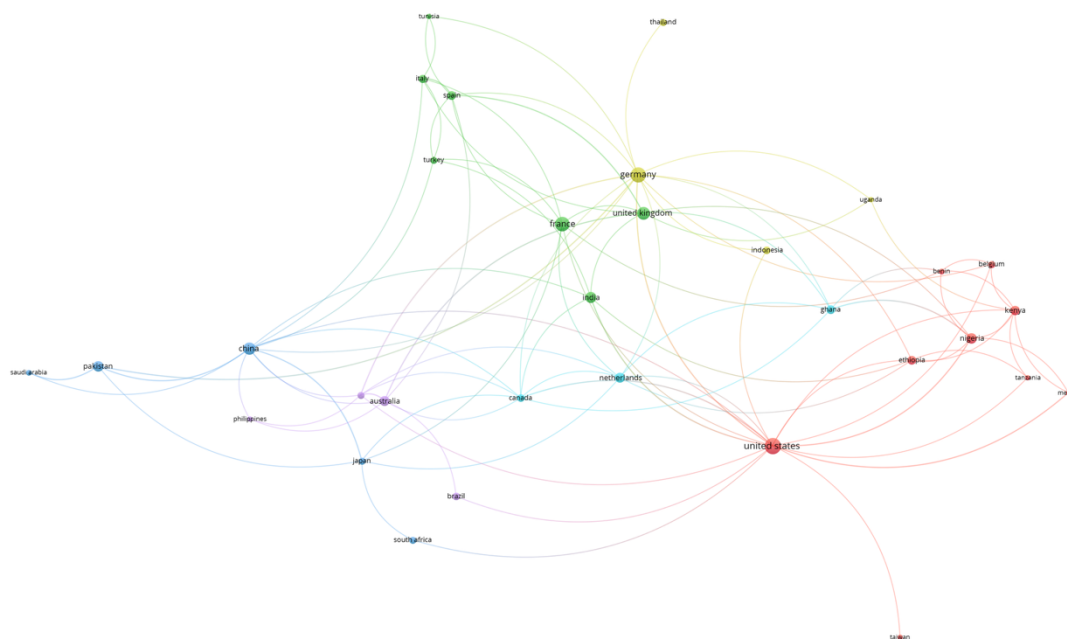 tunisia
thailand
italy
spain
turkey
germany
uganda
united kingdom
france
indonesia
belgium
benin
india
ghana
kenya
nigeria
china
ethiopia
pakistan
saudi arabia
netherlands
tanzania
canada
australia
philippines
united states
japan
brazil
south africa
taiwan